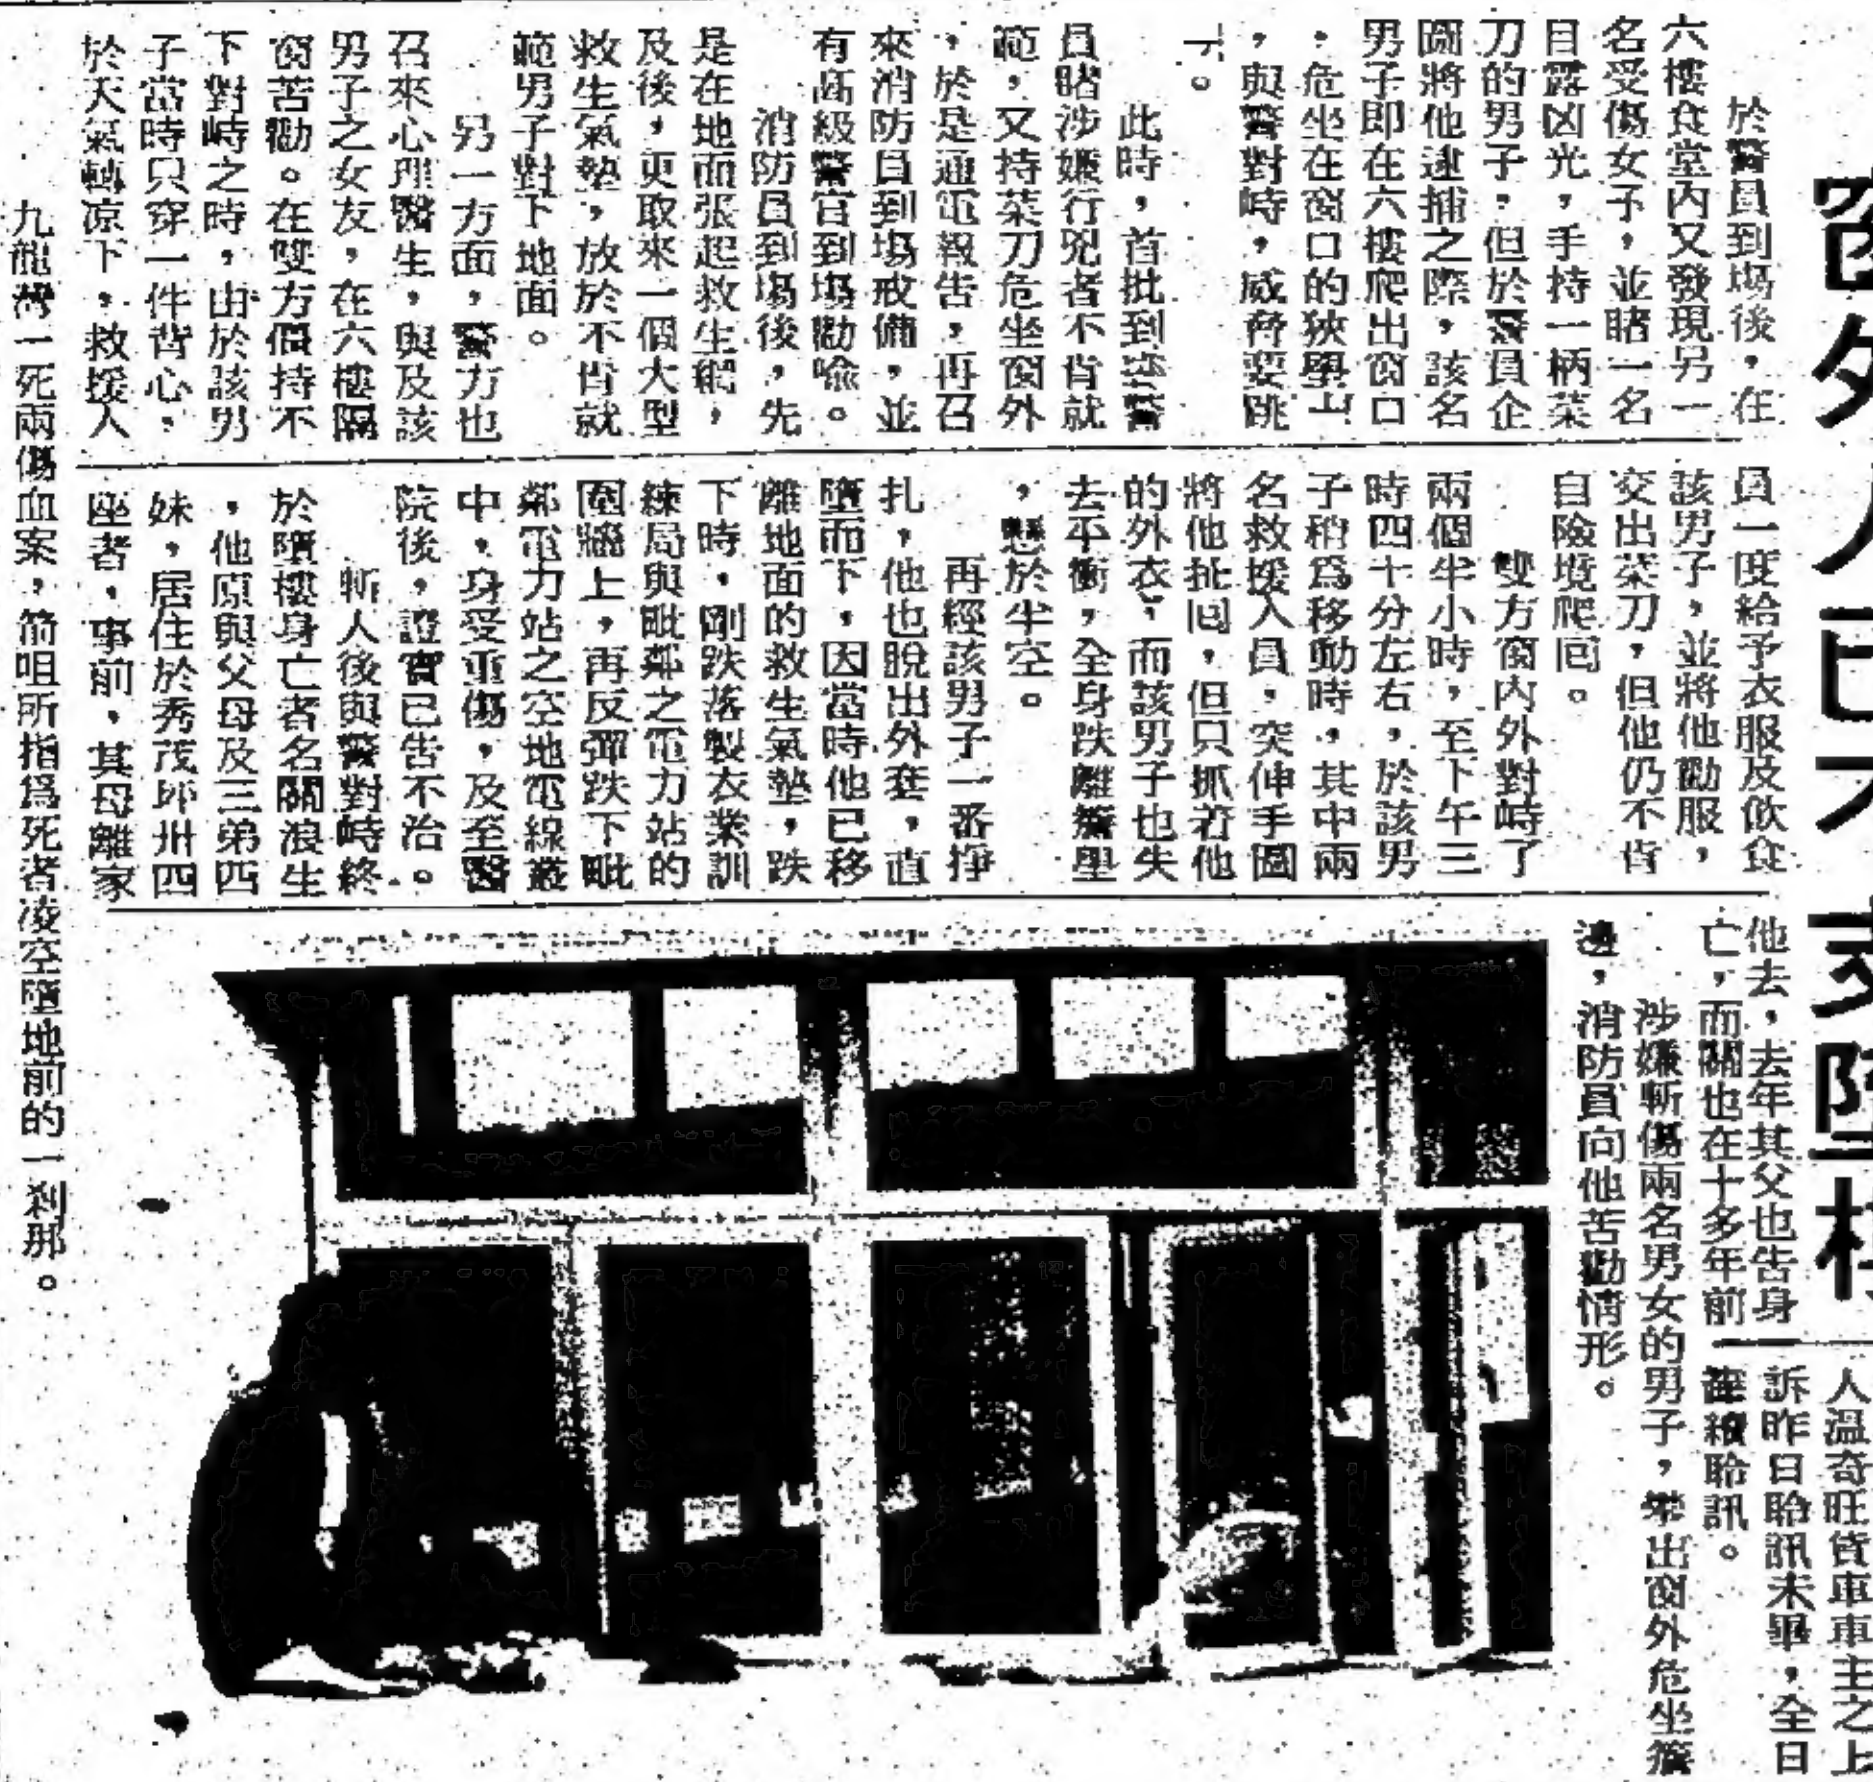 於警員到場後，在
六樓食堂內又發現另一
名受傷女子，並睹一名
目露凶光，手持一柄菜
刀的男子，但於警員企
圖將他逮捕之際，該名
男子即在六樓爬出窗口
，危坐在窗口的狹壆上
，與警對峙，威脅要跳
下。
此時，首批到塲警
員睹涉嫌行兇者不肯就
範，又持菜刀危坐窗外
，於是通電報告，再召
來消防員到塲戒備，並
有高級警官到塲勸喩。
消防員到塲後，先
是在地面張起救生網，
及後，更取來一個大型
救生氣墊，放於不肯就
範男子對下地面。
另一方面，警方也
召來心理醫生，與及該
男子之女友，在六樓隔
窗苦勸。在雙方僵持不
下對峙之時，由於該男
子當時只穿一件背心，
於天氣轉凉下，救援人
員一度給予衣服及飲食
該男子，並將他勸服，
交出菜刀，但他仍不肯
自險境爬囘。
雙方窗內外對峙了
兩個半小時，至下午三
時四十分左右，於該男
子稍爲移動時，其中兩
名救援人員，突伸手圖
將他扯囘，但只抓着他
的外衣，而該男子也失
去平衡，全身跌離簷壆
，懸於半空。
再經該男子一番掙
扎，他也脫出外套，直
墮而下，因當時他已移
離地面的救生氣墊，跌
下時，剛跌落製衣業訓
練局與毗鄰之電力站的
圍牆上，再反彈跌下毗
鄰電力站之空地電線叢
中，身受重傷，及至醫
院後，證實已告不治。
斬人後與警對峙終
於墮樓身亡者名關浪生
，他原與父母及三弟四
妹，居住於秀茂坪卅四
座者，事前，其母離家
他去，去年其父也告身
亡，而關也在十多年前
涉嫌斬傷兩名男女的男子，攀出窗外危坐簷
邊，消防員向他苦勸情形。
人溫奇旺貨車車主之上
訴昨日聆訊未畢，全日
聆訊。
九龍灣一死兩傷血案，箭咀所指爲死者凌空墮地前的一刹那。